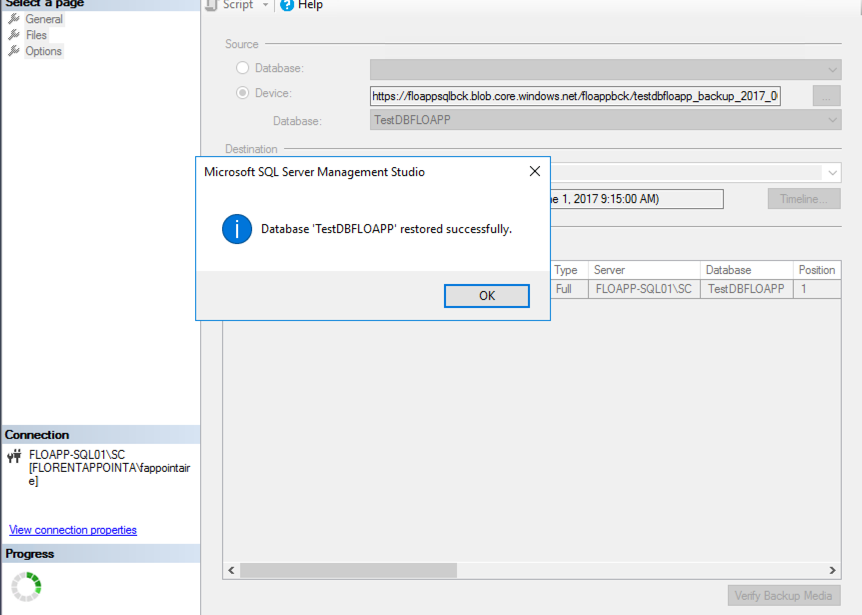 Select a page
Script
Help
General
Files
Options
Source
Database:
Device:
https://floappsqlbck.blob.core.windows.net/floappbck/testdbfloapp_backup_2017_0
...
Database:
TestDBFLOAPP
Destination
Microsoft SQL Server Management Studio
1, 2017 9:15:00 AM)
Timeline...
Database 'TestDBFLOAPP' restored successfully.
OK
Type Server Database Position
Full FLOAPP-SQL01\SC TestDBFLOAPP 1
Connection
FLOAPP-SQL01\SC
[FLORENTAPPOINTA\fappointair
e]
View connection properties
Progress
Verify Backup Media